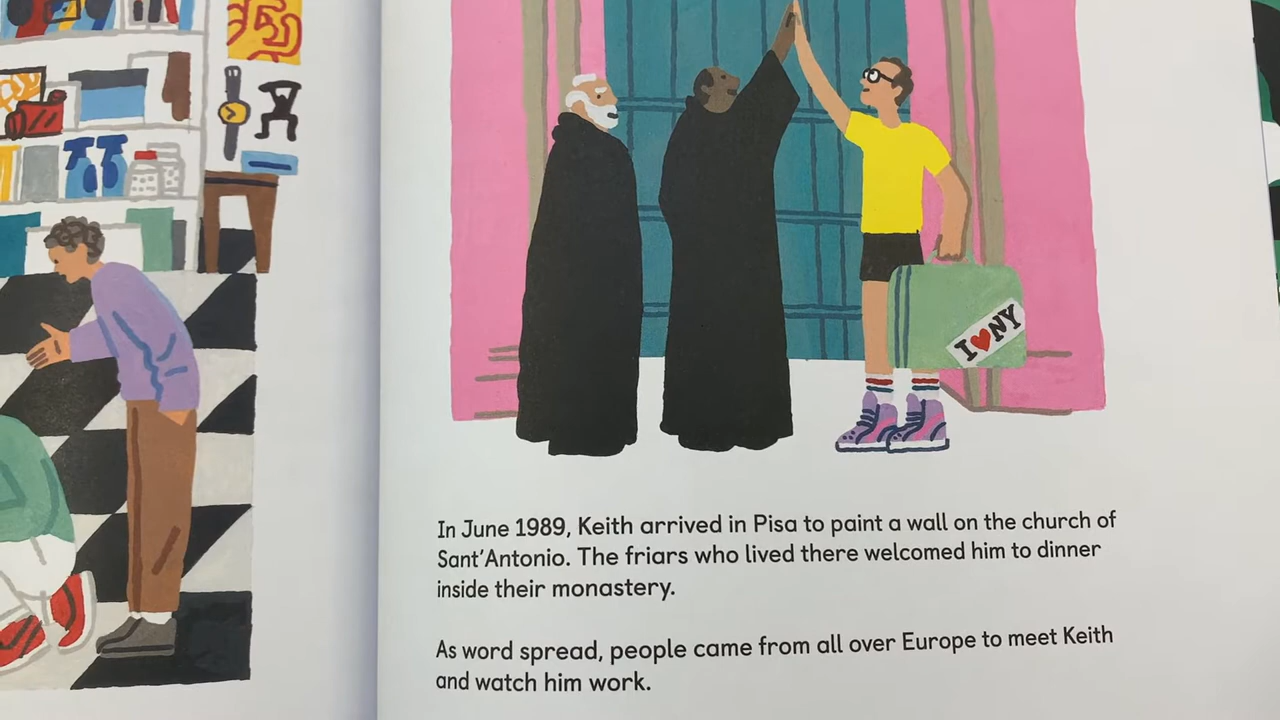 I ♥ NY
In June 1989, Keith arrived in Pisa to paint a wall on the church of
Sant'Antonio. The friars who lived there welcomed him to dinner
inside their monastery.
As word spread, people came from all over Europe to meet Keith
and watch him work.